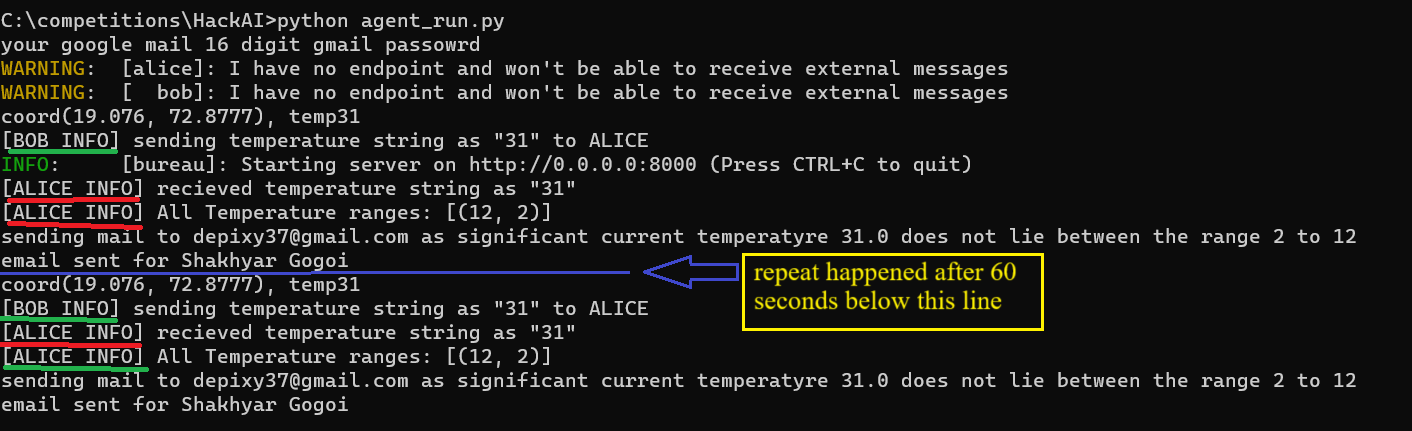 C:\competitions\HackAI>python agent_run.py
your google mail 16 digit gmail passowrd
WARNING:  [alice]: I have no endpoint and won't be able to receive external messages
WARNING:  [  bob]: I have no endpoint and won't be able to receive external messages
coord(19.076, 72.8777), temp31
[BOB INFO] sending temperature string as "31" to ALICE
INFO:     [bureau]: Starting server on http://0.0.0.0:8000 (Press CTRL+C to quit)
[ALICE INFO] recieved temperature string as "31"
[ALICE INFO] All Temperature ranges: [(12, 2)]
sending mail to depixy37@gmail.com as significant current temperatyre 31.0 does not lie between the range 2 to 12
email sent for Shakhyar Gogoi
repeat happened after 60
seconds below this line
coord(19.076, 72.8777), temp31
[BOB INFO] sending temperature string as "31" to ALICE
[ALICE INFO] recieved temperature string as "31"
[ALICE INFO] All Temperature ranges: [(12, 2)]
sending mail to depixy37@gmail.com as significant current temperatyre 31.0 does not lie between the range 2 to 12
email sent for Shakhyar Gogoi